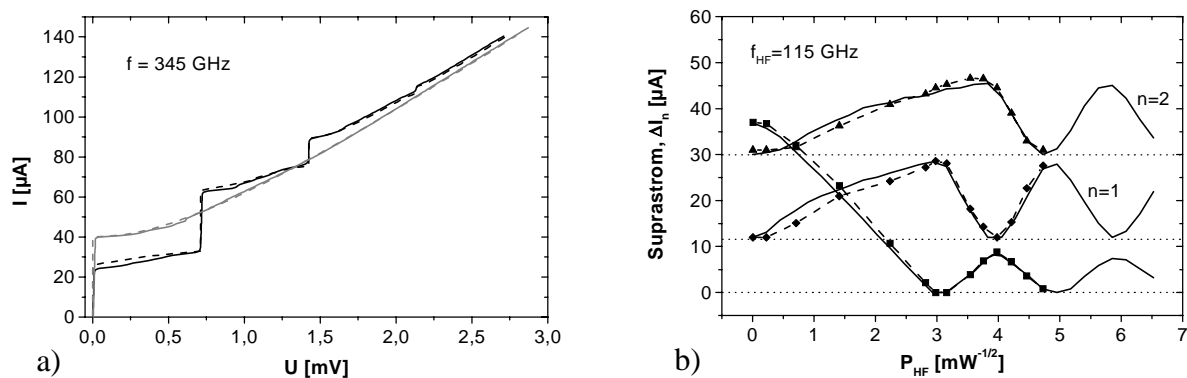 140
120
100
80
60
40
20
0
I [µA]
f = 345 GHz
0,0 0,5 1,0 1,5 2,0 2,5 3,0
U [mV]
a)
60
50
40
30
20
10
0
Suprastrom, ΔIₙ [µA]
f_HF=115 GHz
n=2
n=1
0 1 2 3 4 5 6 7
P_HF [mW⁻¹/²]
b)